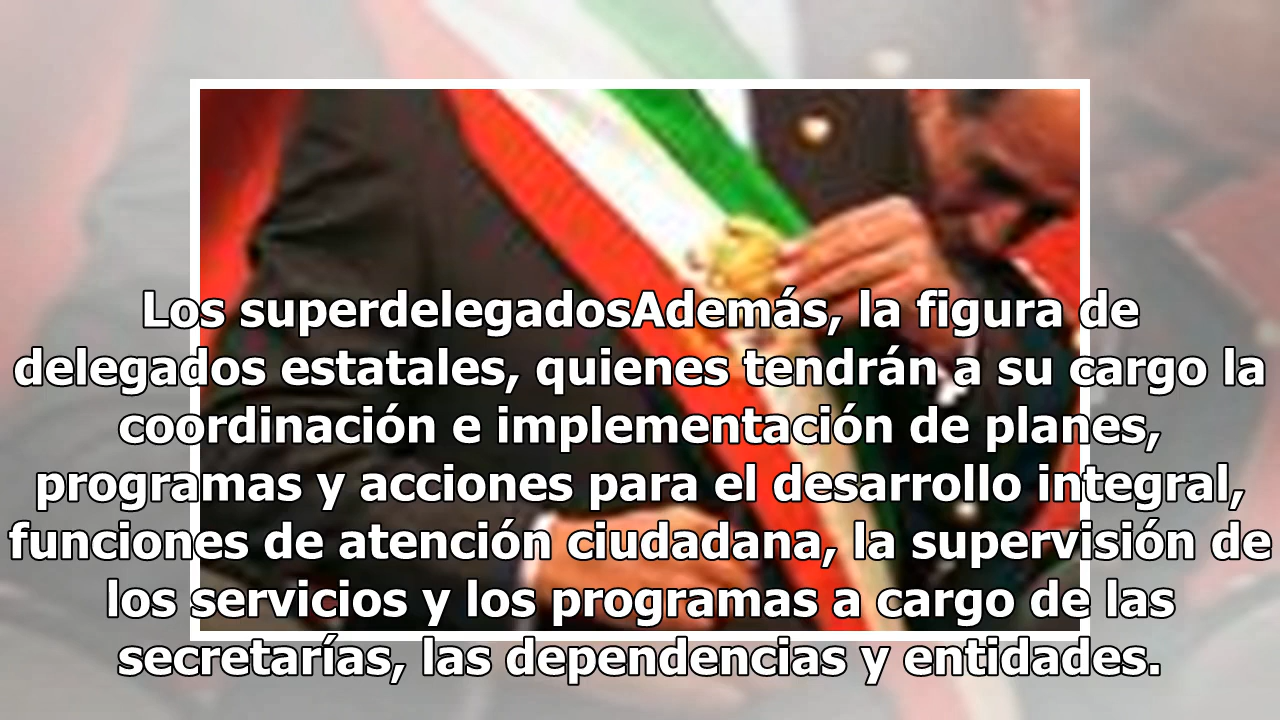 Los superdelegadosAdemás, la figura de
delegados estatales, quienes tendrán a su cargo la
coordinación e implementación de planes,
programas y acciones para el desarrollo integral,
funciones de atención ciudadana, la supervisión de
los servicios y los programas a cargo de las
secretarías, las dependencias y entidades.